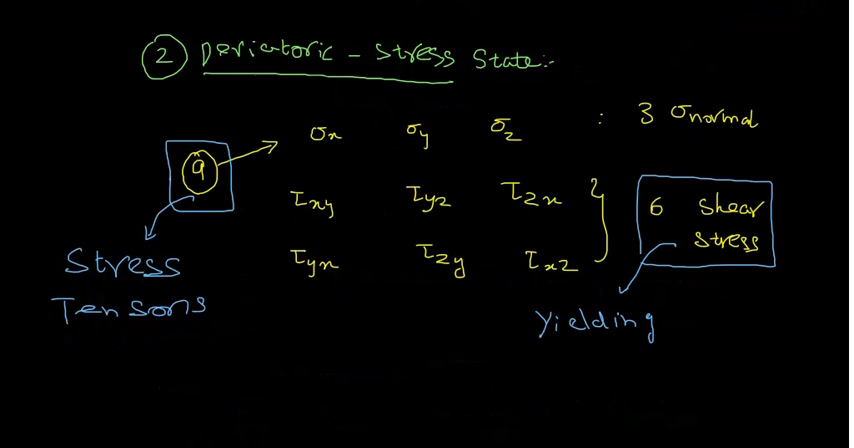 ② Deviatoric - Stress State:-
σx σy σz : 3 σnormal
9
τxy τyz τzx } 6 Shear
stress
τyx τzy τxz
Stress
Tensors
Yielding